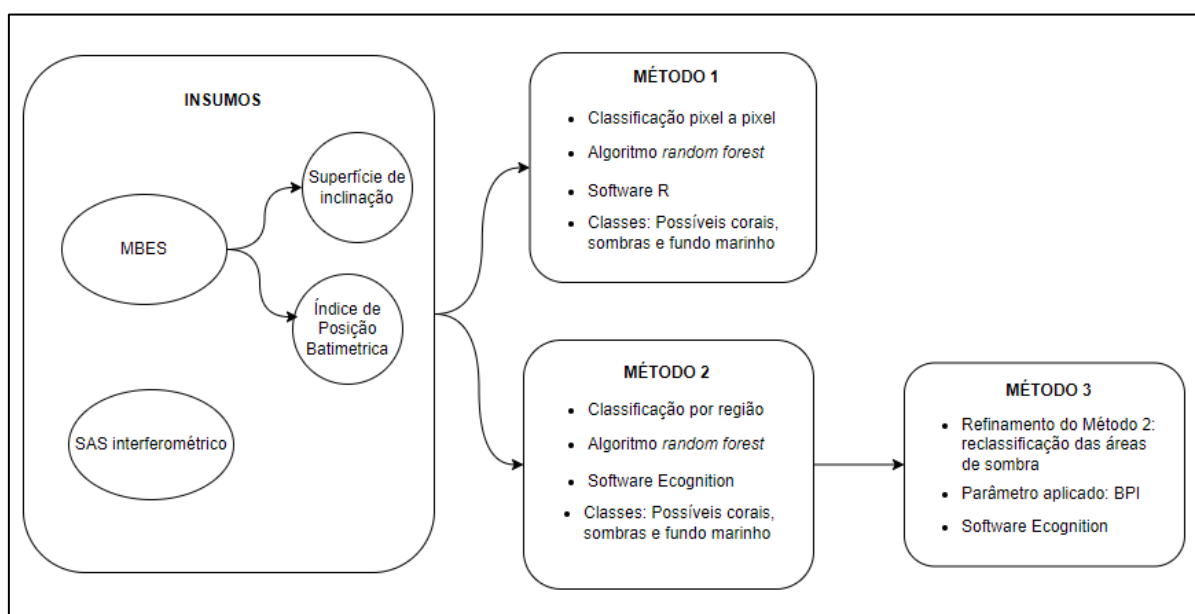 INSUMOS
MBES
Superfície de
inclinação
Índice de
Posição
Batimetrica
SAS interferométrico
MÉTODO 1
• Classificação pixel a pixel
• Algoritmo random forest
• Software R
• Classes: Possíveis corais,
sombras e fundo marinho
MÉTODO 2
• Classificação por região
• Algoritmo random forest
• Software Ecognition
• Classes: Possíveis corais,
sombras e fundo marinho
MÉTODO 3
• Refinamento do Método 2:
reclassificação das áreas
de sombra
• Parâmetro aplicado: BPI
• Software Ecognition